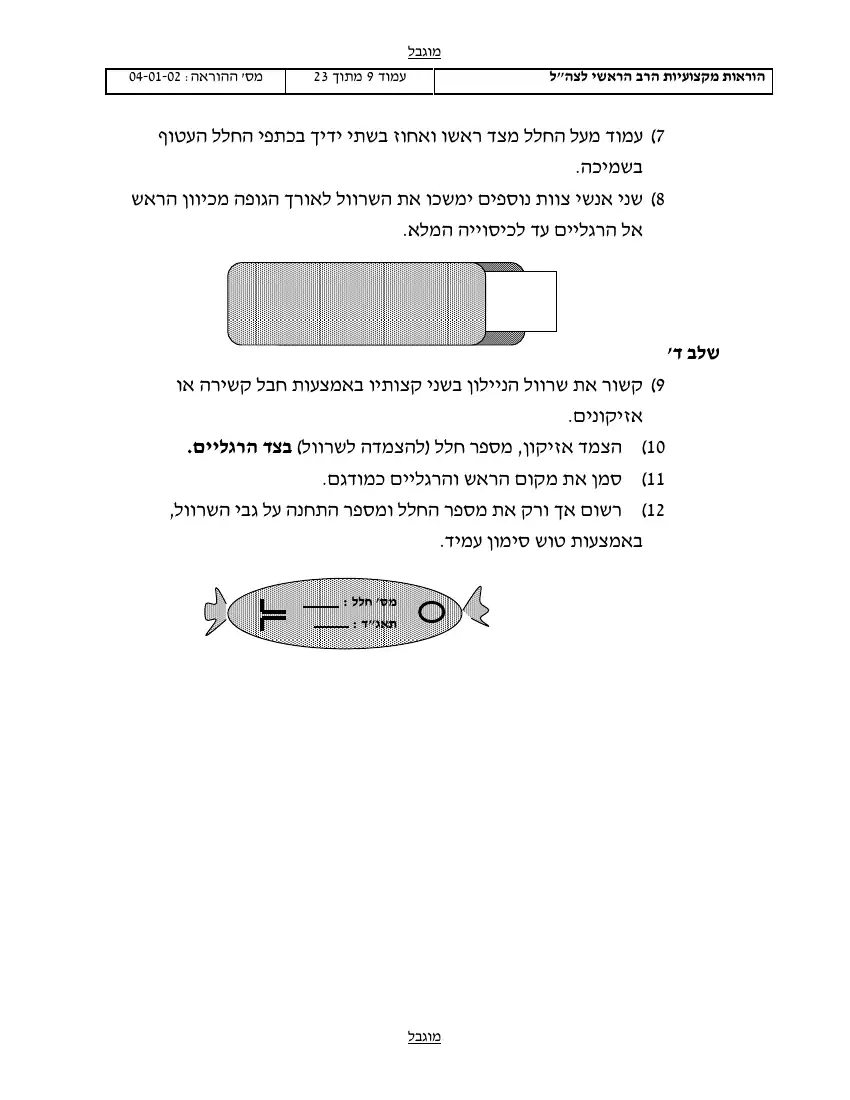 מוגבל
הוראות מקצועיות הרב הראשי לצה״ל עמוד 9 מתוך 23 מס׳ ההוראה: 04-01-02
7) עמוד מעל החלל מצד ראשו ואחוז בשתי ידיך בכתפי החלל העטוף
בשמיכה.
8) שני אנשי צוות נוספים ימשכו את השרוול לאורך הגופה מכיוון הראש
אל הרגליים עד לכיסוייה המלא.
שלב ד׳
9) קשור את שרוול הניילון בשני קצותיו באמצעות חבל קשירה או
אזיקונים.
10) הצמד אזיקון, מספר חלל (להצמדה לשרוול) בצד הרגליים.
11) סמן את מקום הראש והרגליים כמודגם.
12) רשום אך ורק את מספר החלל ומספר התחנה על גבי השרוול,
באמצעות טוש סימון עמיד.
מס׳ חלל : _____
תאג״ד : _____
מוגבל